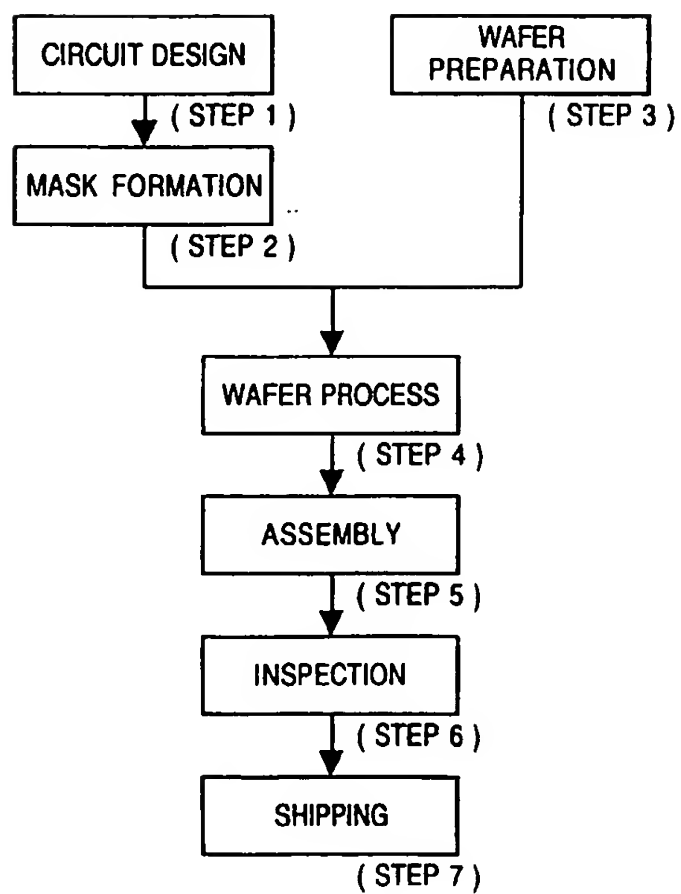 CIRCUIT DESIGN
( STEP 1 )
MASK FORMATION
( STEP 2 )
WAFER
PREPARATION
( STEP 3 )
WAFER PROCESS
( STEP 4 )
ASSEMBLY
( STEP 5 )
INSPECTION
( STEP 6 )
SHIPPING
( STEP 7 )